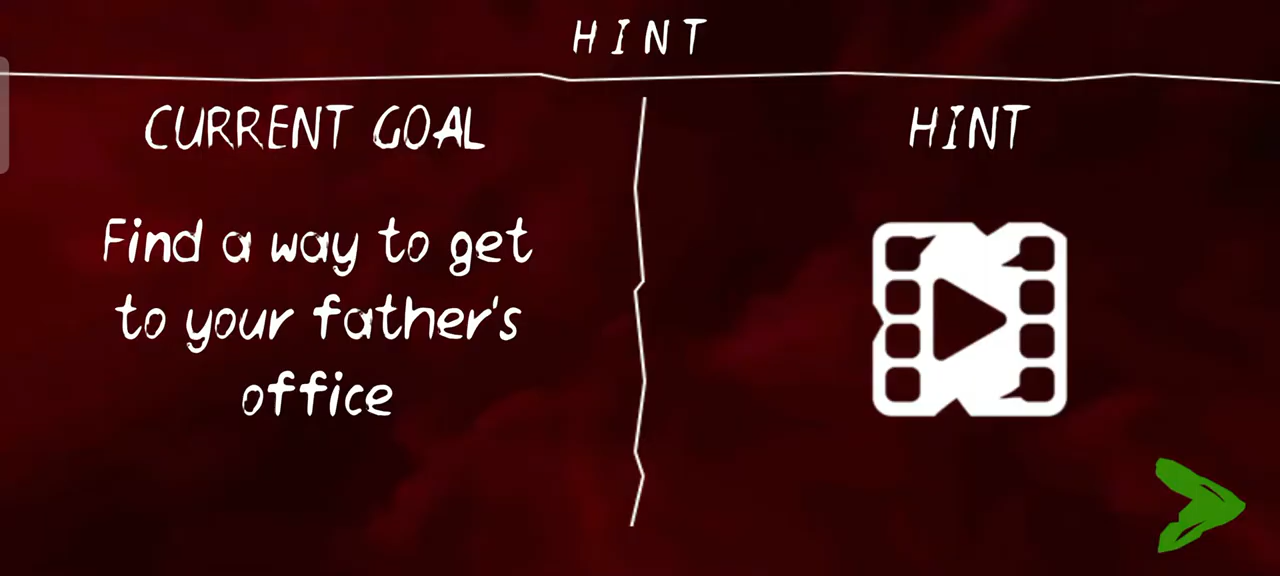 HINT
CURRENT GOAL
Find a way to get
to your father's
office
HINT